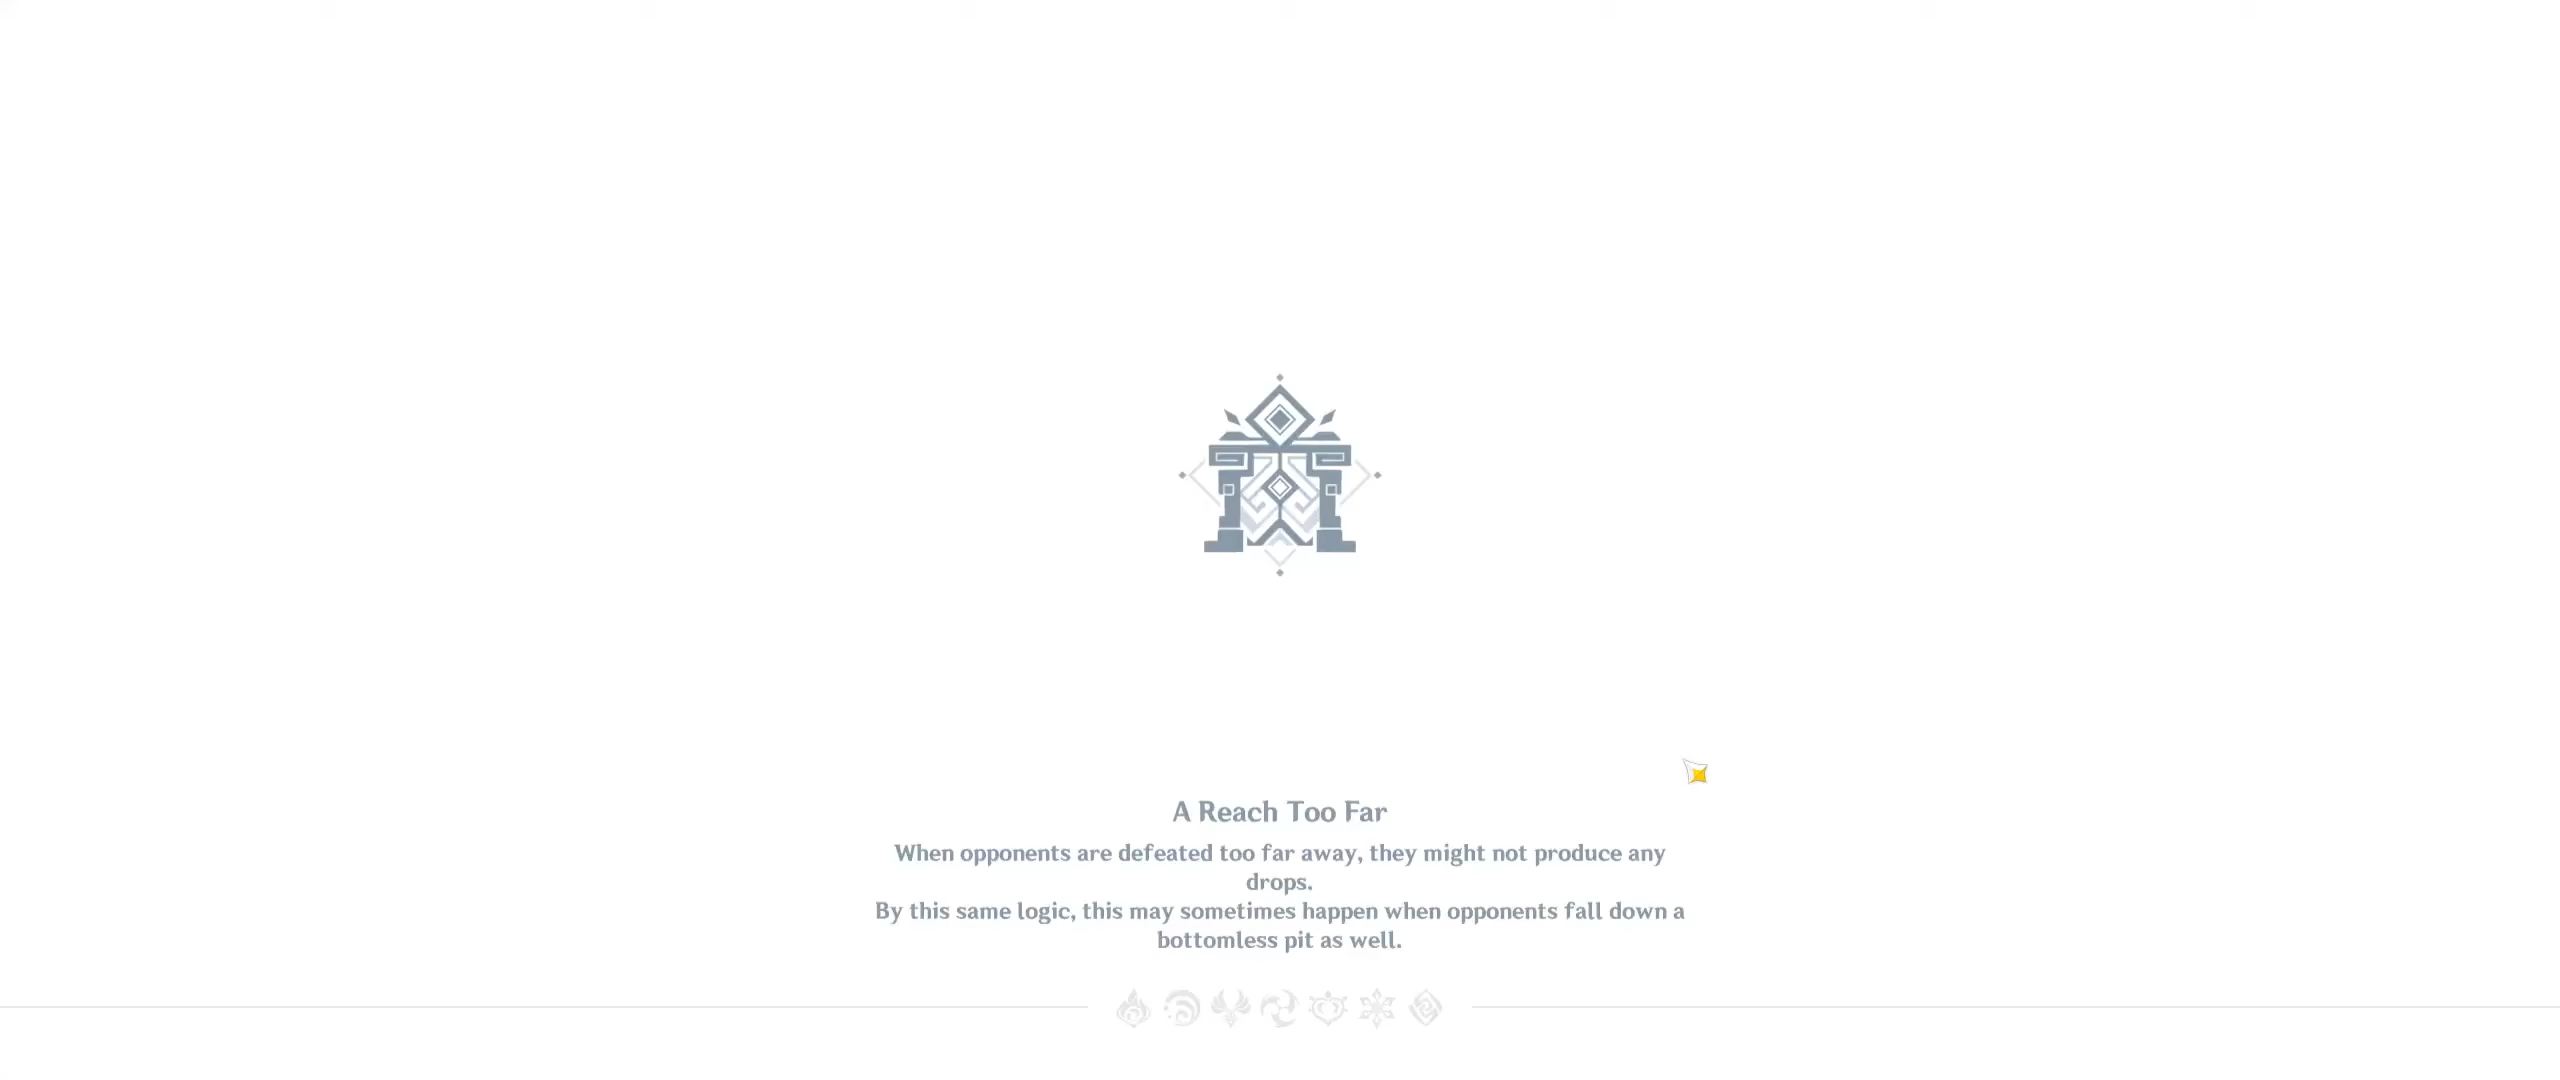 A Reach Too Far
When opponents are defeated too far away, they might not produce any
drops.
By this same logic, this may sometimes happen when opponents fall down a
bottomless pit as well.